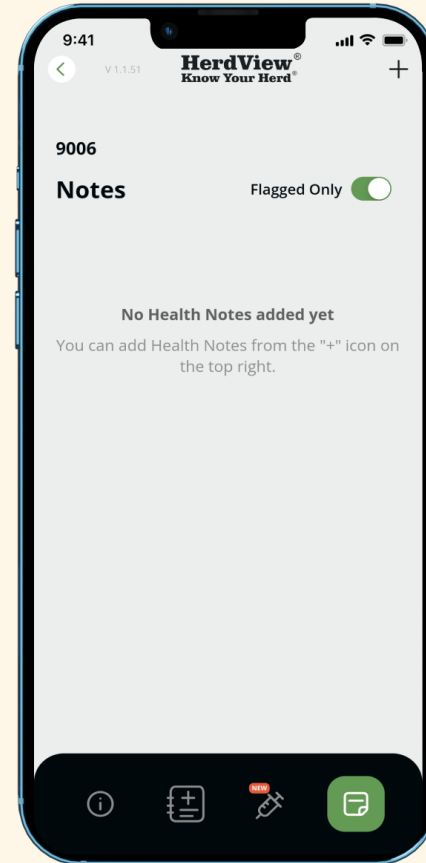 9:41
V 1.1.51
HerdView®
Know Your Herd®
9006
Notes
Flagged Only
No Health Notes added yet
You can add Health Notes from the "+" icon on
the top right.
NEW